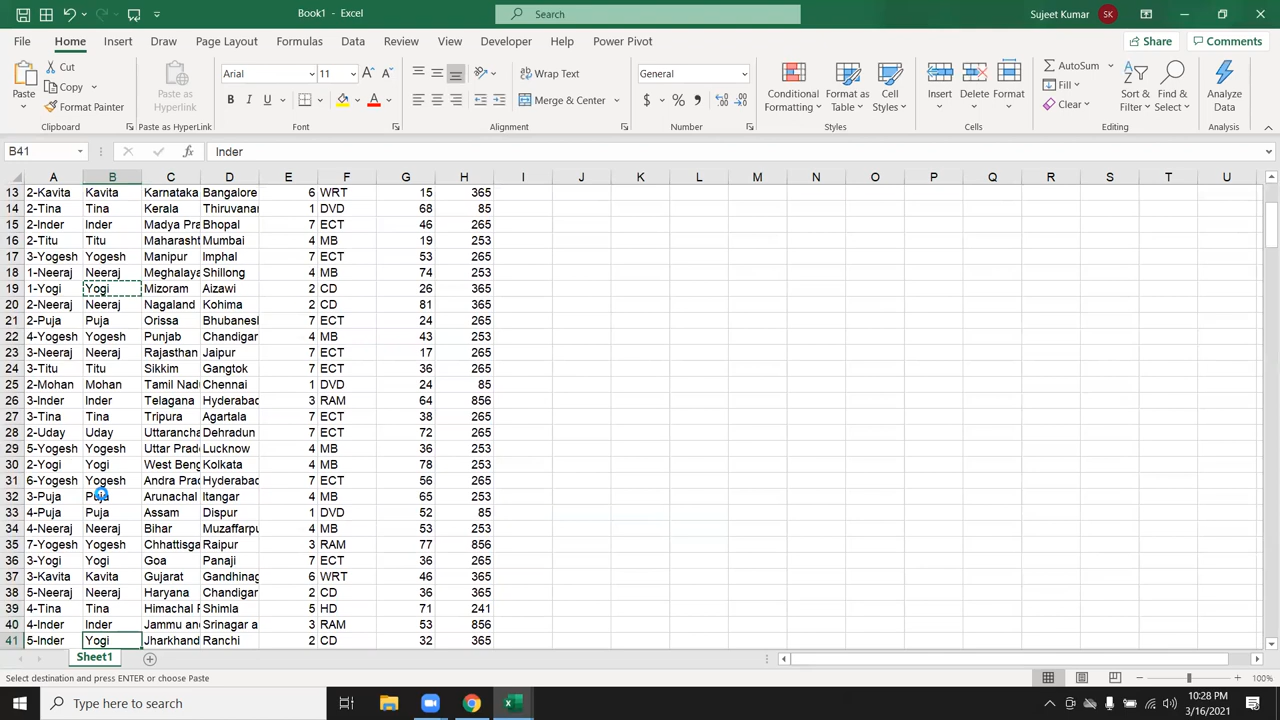 Book1 - Excel
Search
Sujeet Kumar
SK
File Home Insert Draw Page Layout Formulas Data Review View Developer Help Power Pivot
Share Comments
Paste
Cut
Copy
Format Painter
Clipboard
Paste as Hyperlink
Paste as HyperLink
Arial 11
B I U
Font
Wrap Text
Merge & Center
Alignment
General
$ % ,
Number
Conditional Formatting
Format as Table
Cell Styles
Styles
Insert Delete Format
Cells
AutoSum
Fill
Clear
Sort & Filter
Find & Select
Editing
Analyze Data
Analysis
B41 fx Inder
A B C D E F G H I J K L M N O P Q R S T U
13 2-Kavita Kavita Karnataka Bangalore 6 WRT 15 365
14 2-Tina Tina Kerala Thiruvanar 1 DVD 68 85
15 2-Inder Inder Madya Pra Bhopal 7 ECT 46 265
16 2-Titu Titu Maharasht Mumbai 4 MB 19 253
17 3-Yogesh Yogesh Manipur Imphal 7 ECT 53 265
18 1-Neeraj Neeraj Meghalaya Shillong 4 MB 74 253
19 1-Yogi Yogi Mizoram Aizawi 2 CD 26 365
20 2-Neeraj Neeraj Nagaland Kohima 2 CD 81 365
21 2-Puja Puja Orissa Bhubanesh 7 ECT 24 265
22 4-Yogesh Yogesh Punjab Chandigar 4 MB 43 253
23 3-Neeraj Neeraj Rajasthan Jaipur 7 ECT 17 265
24 3-Titu Titu Sikkim Gangtok 7 ECT 36 265
25 2-Mohan Mohan Tamil Nad Chennai 1 DVD 24 85
26 3-Inder Inder Telagana Hyderabad 3 RAM 64 856
27 3-Tina Tina Tripura Agartala 7 ECT 38 265
28 2-Uday Uday Uttarancha Dehradun 7 ECT 72 265
29 5-Yogesh Yogesh Uttar Prad Lucknow 4 MB 36 253
30 2-Yogi Yogi West Beng Kolkata 4 MB 78 253
31 6-Yogesh Yogesh Andra Prad Hyderabad 7 ECT 56 265
32 3-Puja Puja Arunachal Itangar 4 MB 65 253
33 4-Puja Puja Assam Dispur 1 DVD 52 85
34 4-Neeraj Neeraj Bihar Muzaffarpu 4 MB 53 253
35 7-Yogesh Yogesh Chhattisga Raipur 3 RAM 77 856
36 3-Yogi Yogi Goa Panaji 7 ECT 36 265
37 3-Kavita Kavita Gujarat Gandhinag 6 WRT 46 365
38 5-Neeraj Neeraj Haryana Chandigar 2 CD 36 365
39 4-Tina Tina Himachal P Shimla 5 HD 71 241
40 4-Inder Inder Jammu and Srinagar a 3 RAM 53 856
41 5-Inder Yogi Jharkhand Ranchi 2 CD 32 365
Sheet1
Select destination and press ENTER or choose Paste
100%
Type here to search
10:28 PM
3/16/2021